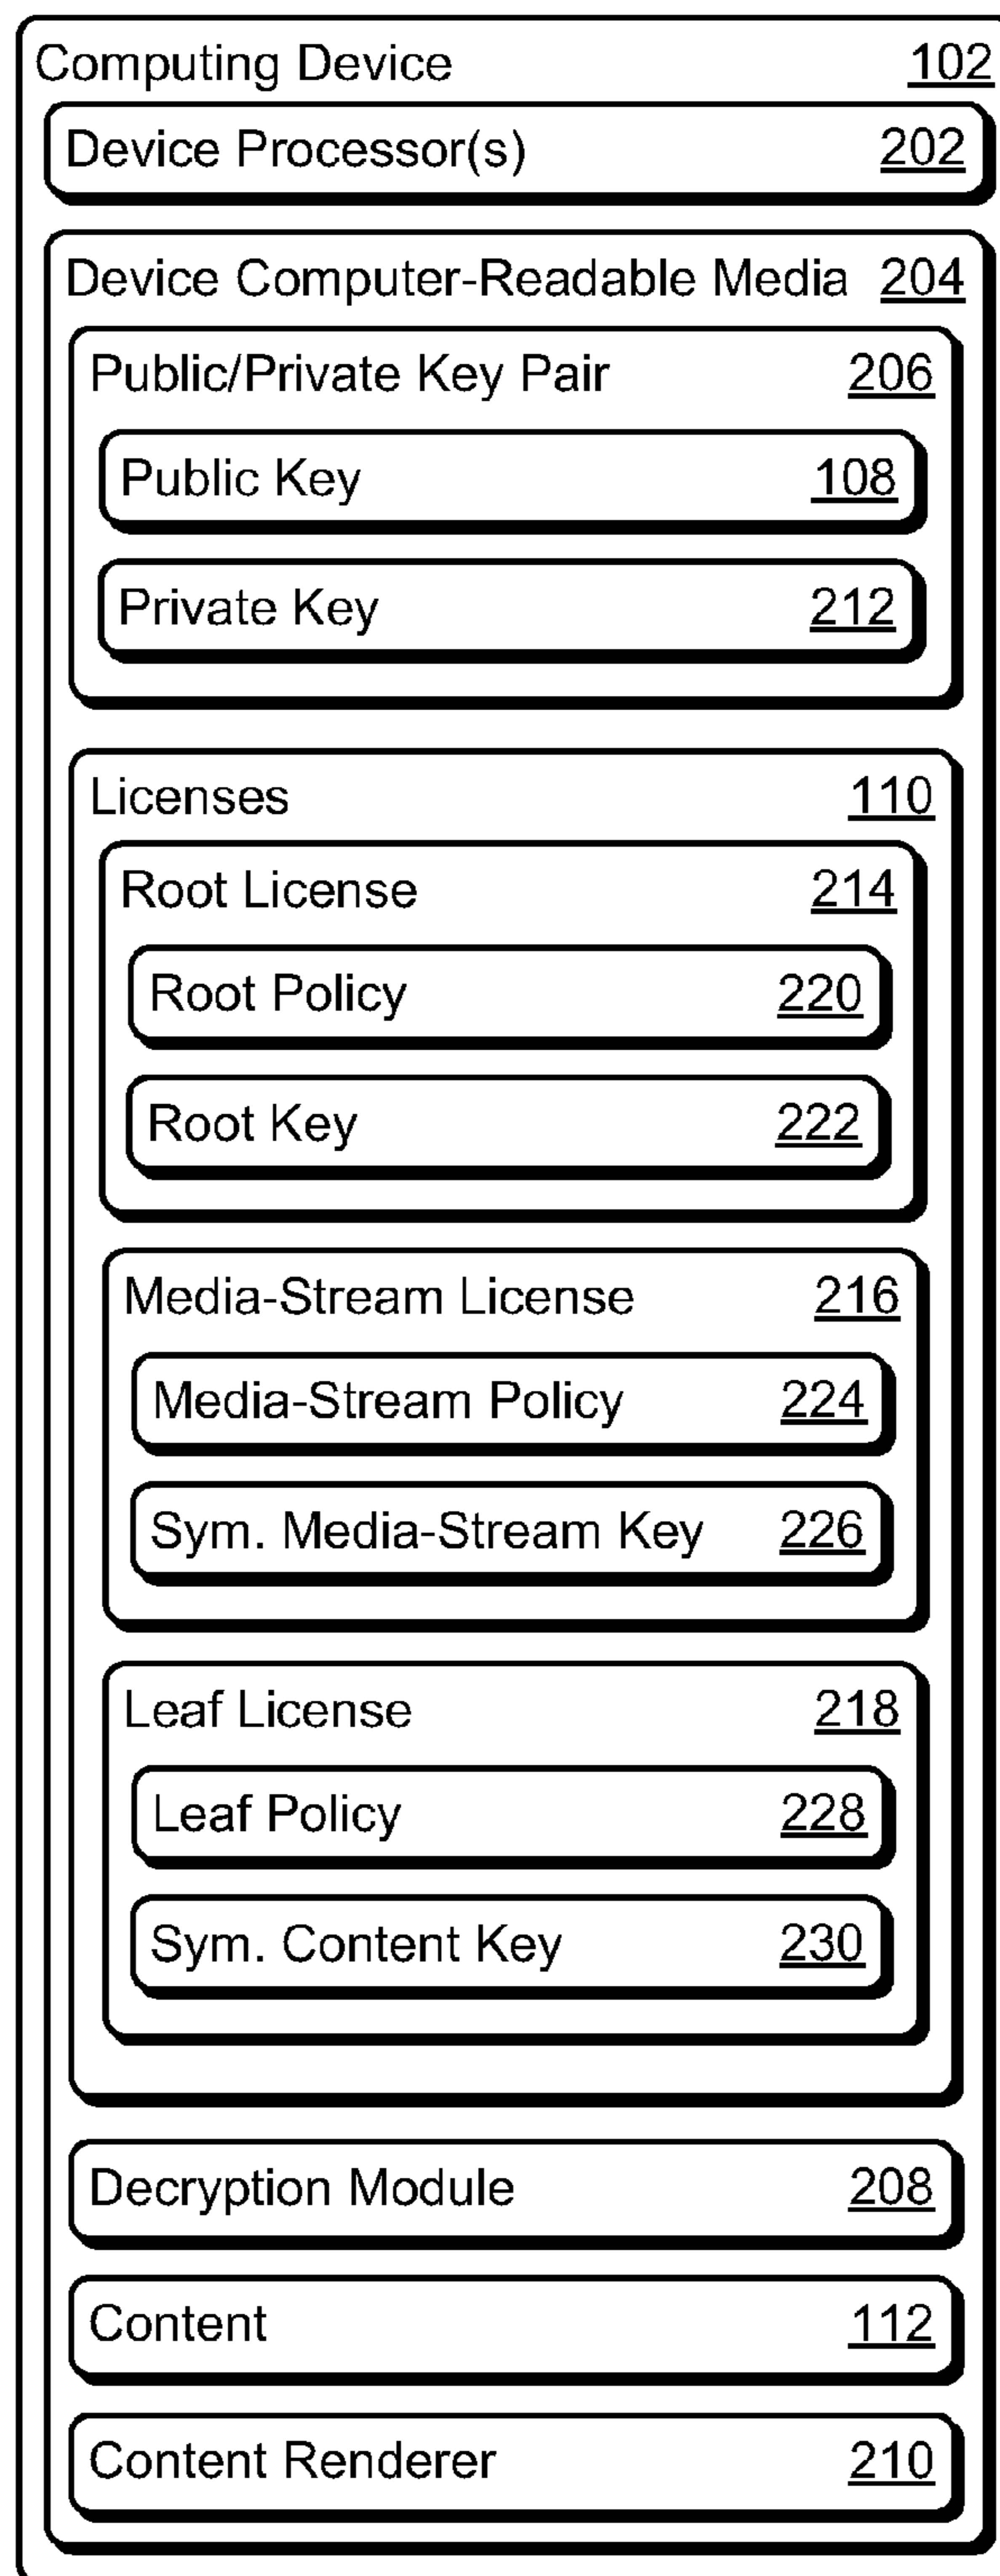 Computing Device 102
Device Processor(s) 202
Device Computer-Readable Media 204
Public/Private Key Pair 206
Public Key 108
Private Key 212
Licenses 110
Root License 214
Root Policy 220
Root Key 222
Media-Stream License 216
Media-Stream Policy 224
Sym. Media-Stream Key 226
Leaf License 218
Leaf Policy 228
Sym. Content Key 230
Decryption Module 208
Content 112
Content Renderer 210